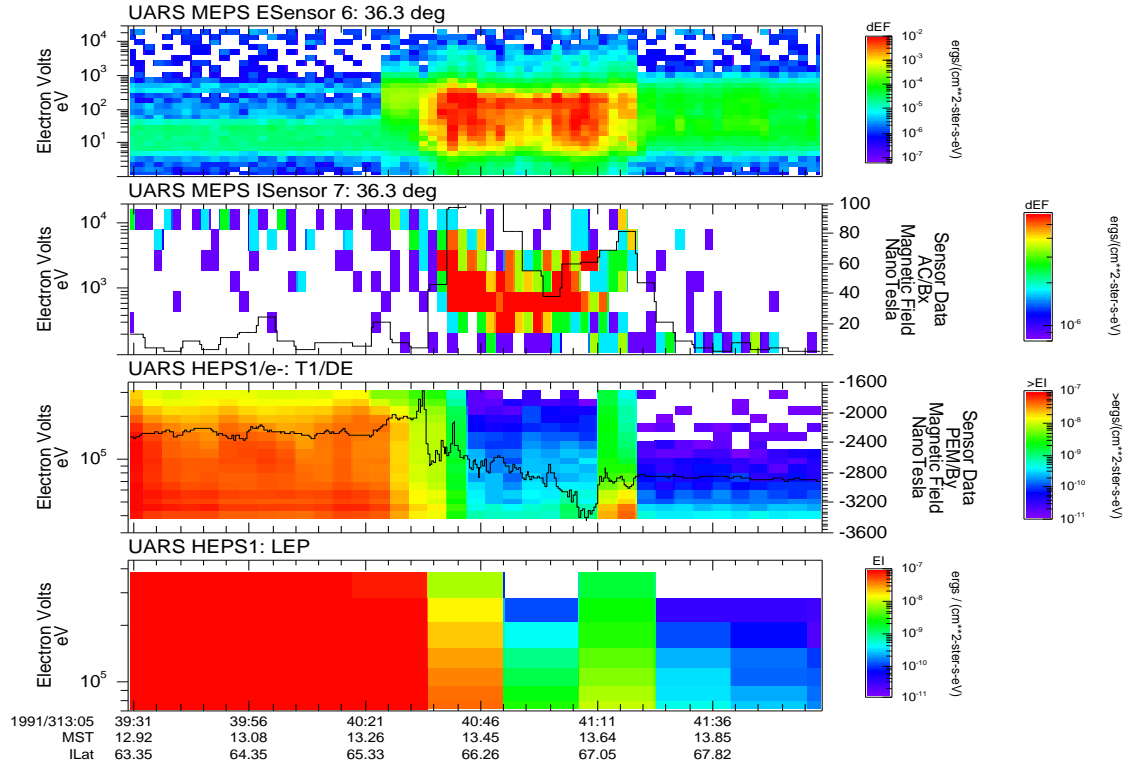 UARS MEPS ESensor 6: 36.3 deg
10^4
10^3
10^2
10^1
Electron Volts
eV
dEF
10^-2
10^-3
10^-4
10^-5
10^-6
10^-7
ergs/(cm**2-ster-s-eV)
UARS MEPS ISensor 7: 36.3 deg
10^4
10^3
Electron Volts
eV
100
80
60
40
20
Sensor Data
AC/Bx
Magnetic Field
NanoTesla
dEF
10^-6
ergs/(cm**2-ster-s-eV)
UARS HEPS1/e-: T1/DE
10^5
Electron Volts
eV
-1600
-2000
-2400
-2800
-3200
-3600
Sensor Data
PEM/By
Magnetic Field
NanoTesla
>EI
10^-7
10^-8
10^-9
10^-10
10^-11
>ergs/(cm**2-ster-s-eV)
UARS HEPS1: LEP
10^5
Electron Volts
eV
EI
10^-7
10^-8
10^-9
10^-10
10^-11
ergs / (cm**2-ster-s-eV)
1991/313:05 39:31 39:56 40:21 40:46 41:11 41:36
MST 12.92 13.08 13.26 13.45 13.64 13.85
ILat 63.35 64.35 65.33 66.26 67.05 67.82